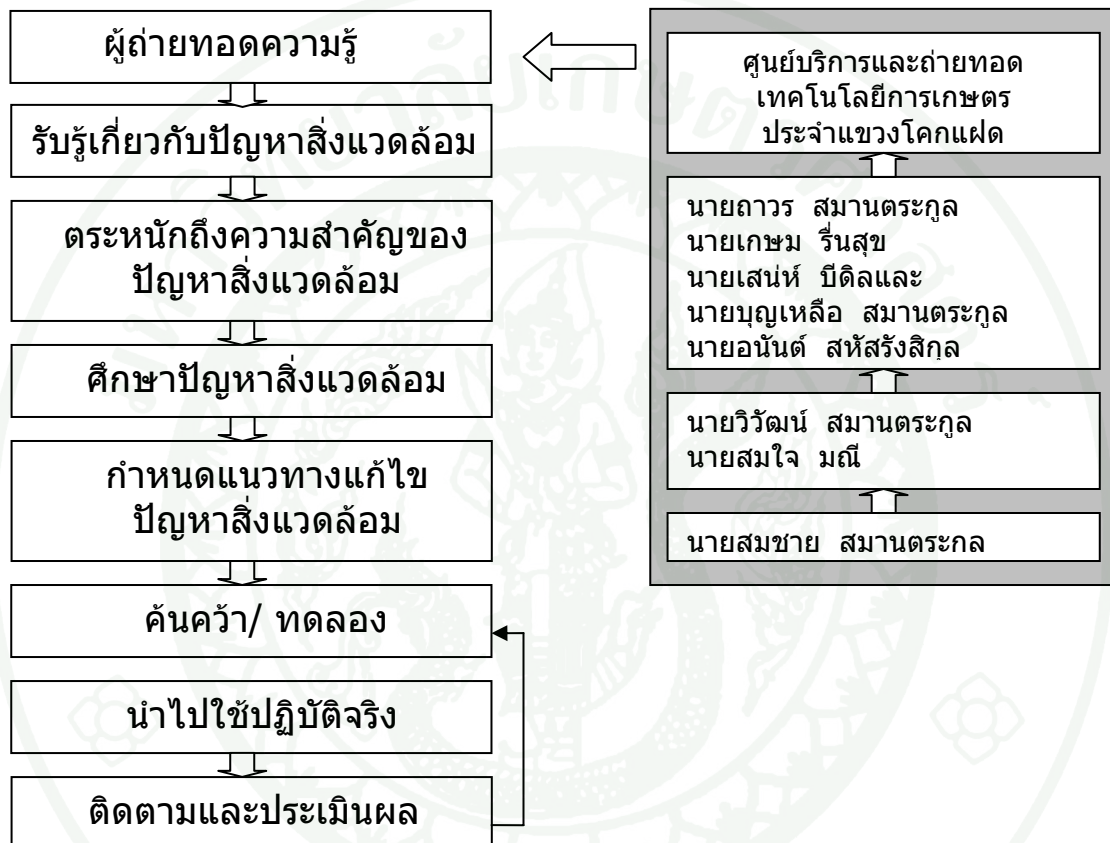 ผู้ถ่ายทอดความรู้
รับรู้เกี่ยวกับปัญหาสิ่งแวดล้อม
ตระหนักถึงความสำคัญของ
ปัญหาสิ่งแวดล้อม
ศึกษาปัญหาสิ่งแวดล้อม
กำหนดแนวทางแก้ไข
ปัญหาสิ่งแวดล้อม
ค้นคว้า/ ทดลอง
นำไปใช้ปฏิบัติจริง
ติดตามและประเมินผล
ศูนย์บริการและถ่ายทอด
เทคโนโลยีการเกษตร
ประจำแขวงโคกแฝด
นายถาวร สมานตระกูล
นายเกษม รื่นสุข
นายเสน่ห์ บีดิลและ
นายบุญเหลือ สมานตระกูล
นายอนันต์ สหัสรังสิกุล
นายวิวัฒน์ สมานตระกูล
นายสมใจ มณี
นายสมชาย สมานตระกูล